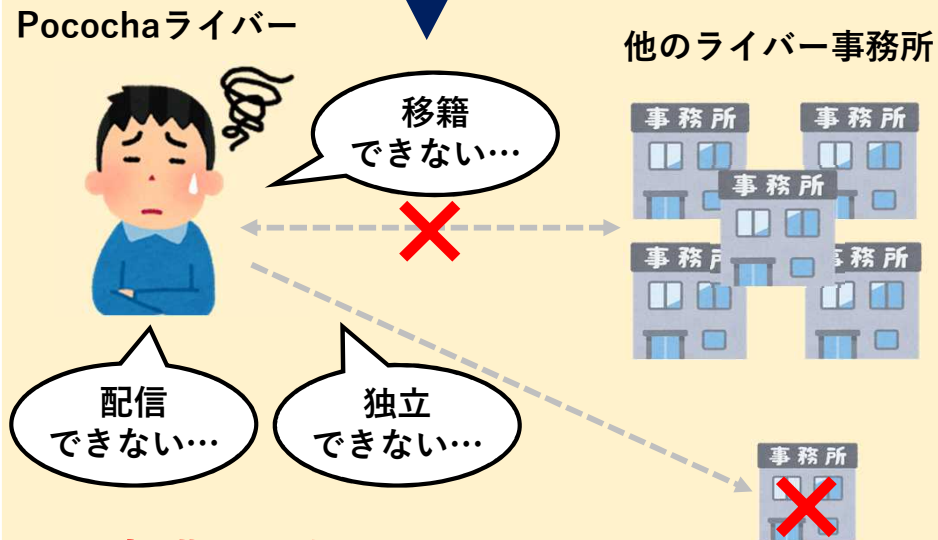 Pocochaライバー
他のライバー事務所
移籍
できない…
事務所
事務所
事務所
事務所
務所
配信
できない…
独立
できない…
事務所